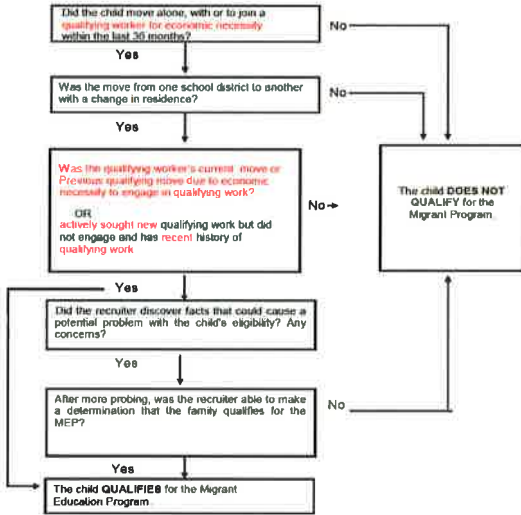 Did the child move alone, with or to join a
qualifying worker for economic necessity
within the last 36 months?
No
Yes
Was the move from one school district to another
with a change in residence?
No
Yes
Was the qualifying worker's current move or
Previous qualifying move due to economic
necessity to engage in qualifying work?
OR
actively sought new qualifying work but did
not engage and has recent history of
qualifying work
No
The child DOES NOT
QUALIFY for the
Migrant Program
Yes
Did the recruiter discover facts that could cause a
potential problem with the child's eligibility? Any
concerns?
Yes
After more probing, was the recruiter able to make
a determination that the family qualifies for the
MEP?
No
Yes
The child QUALIFIES for the Migrant
Education Program